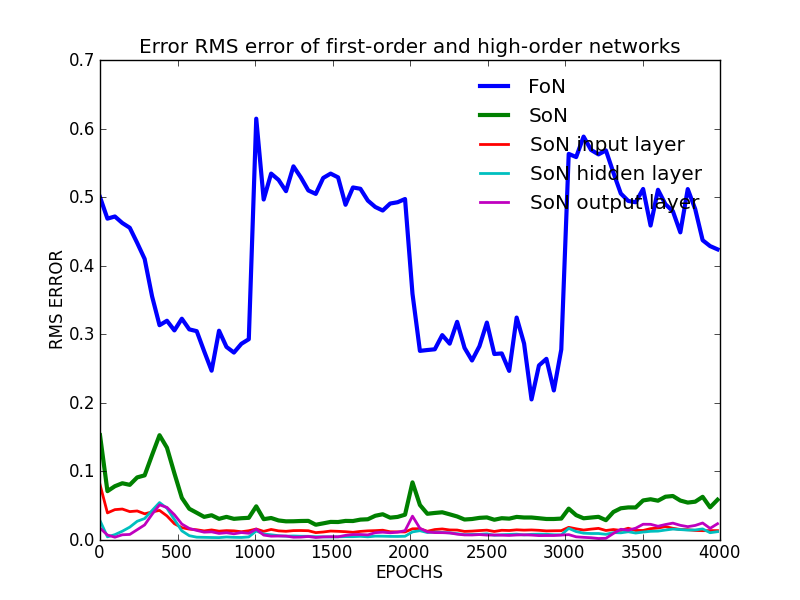 Error RMS error of first-order and high-order networks
0.7
0.6
0.5
0.4
0.3
0.2
0.1
0.0
RMS ERROR
FoN
SoN
SoN input layer
SoN hidden layer
SoN output layer
0 500 1000 1500 2000 2500 3000 3500 4000
EPOCHS